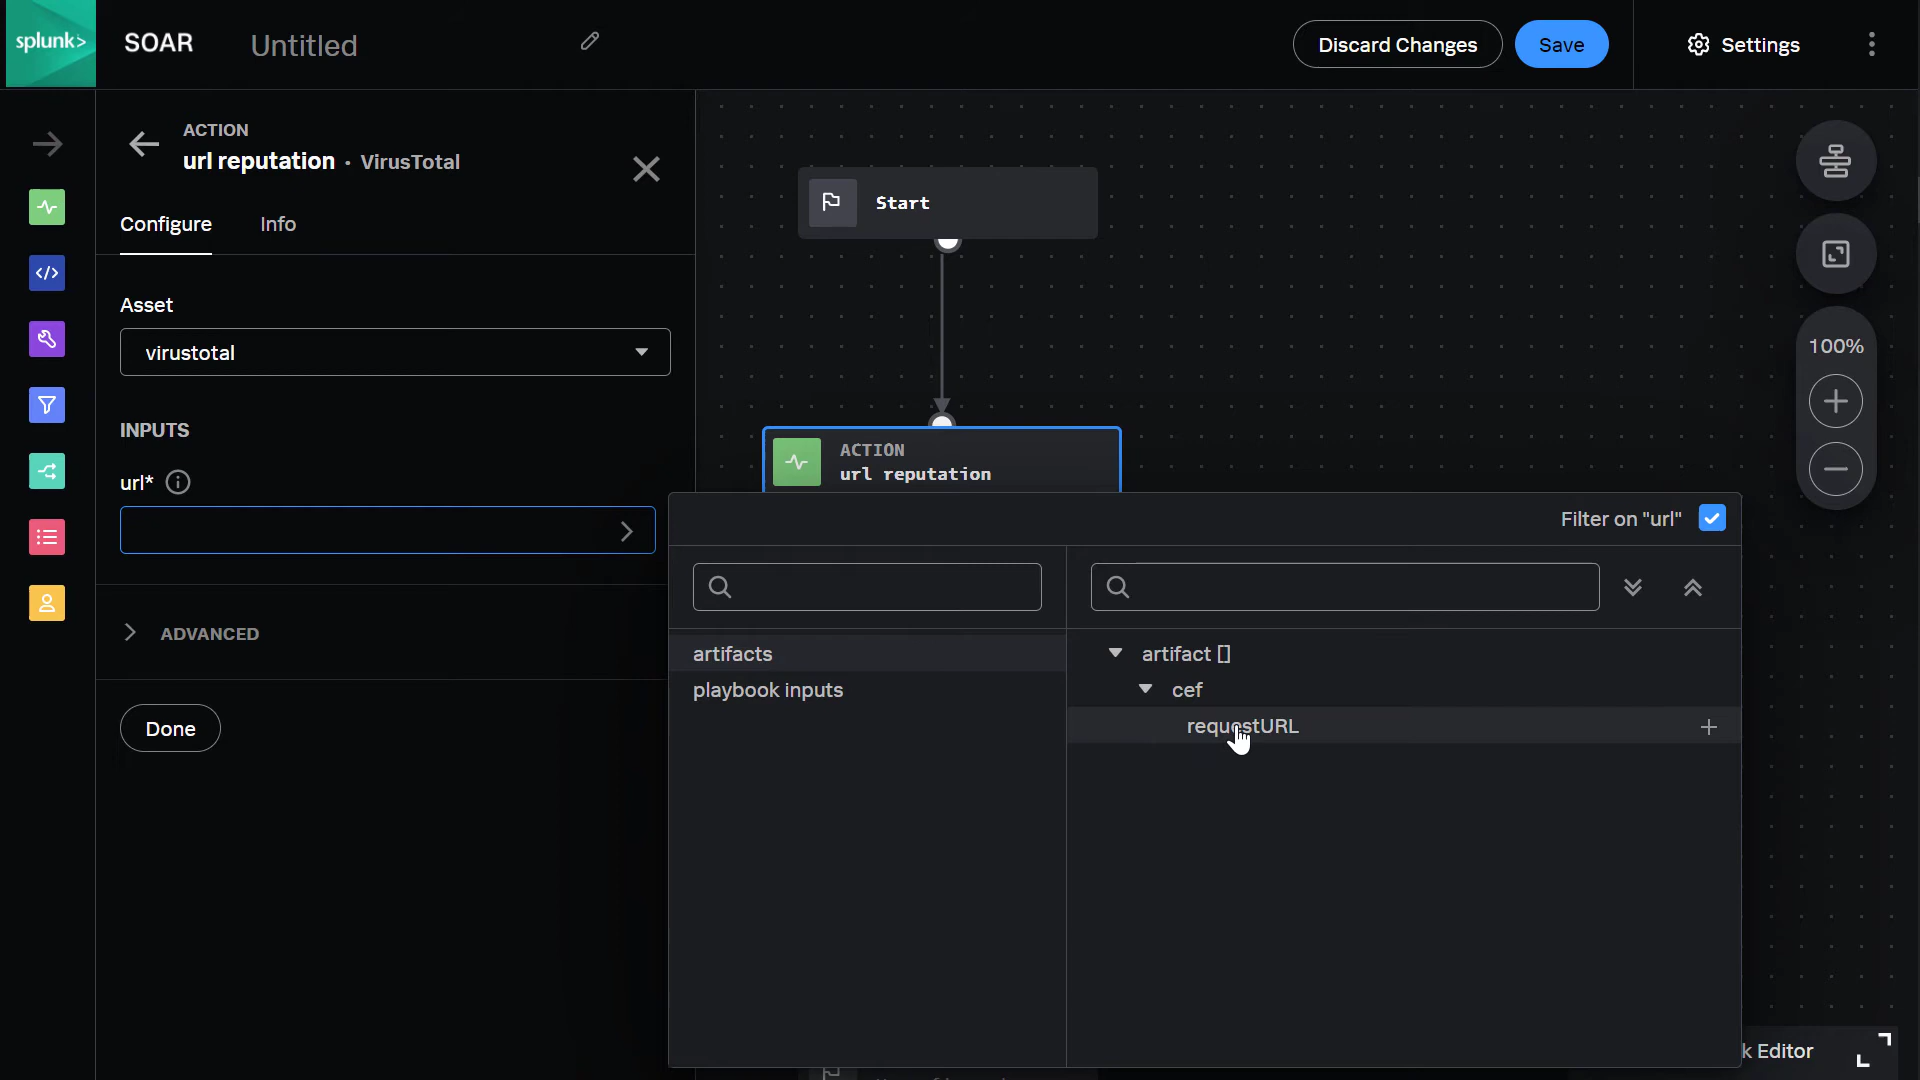 splunk> SOAR Untitled Discard Changes Save Settings
ACTION
url reputation · VirusTotal
Configure Info
Asset
virustotal
INPUTS
url*
ADVANCED
Done
Start
ACTION
url reputation
100%
Filter on "url"
artifacts
playbook inputs
artifact []
cef
requestURL
k Editor